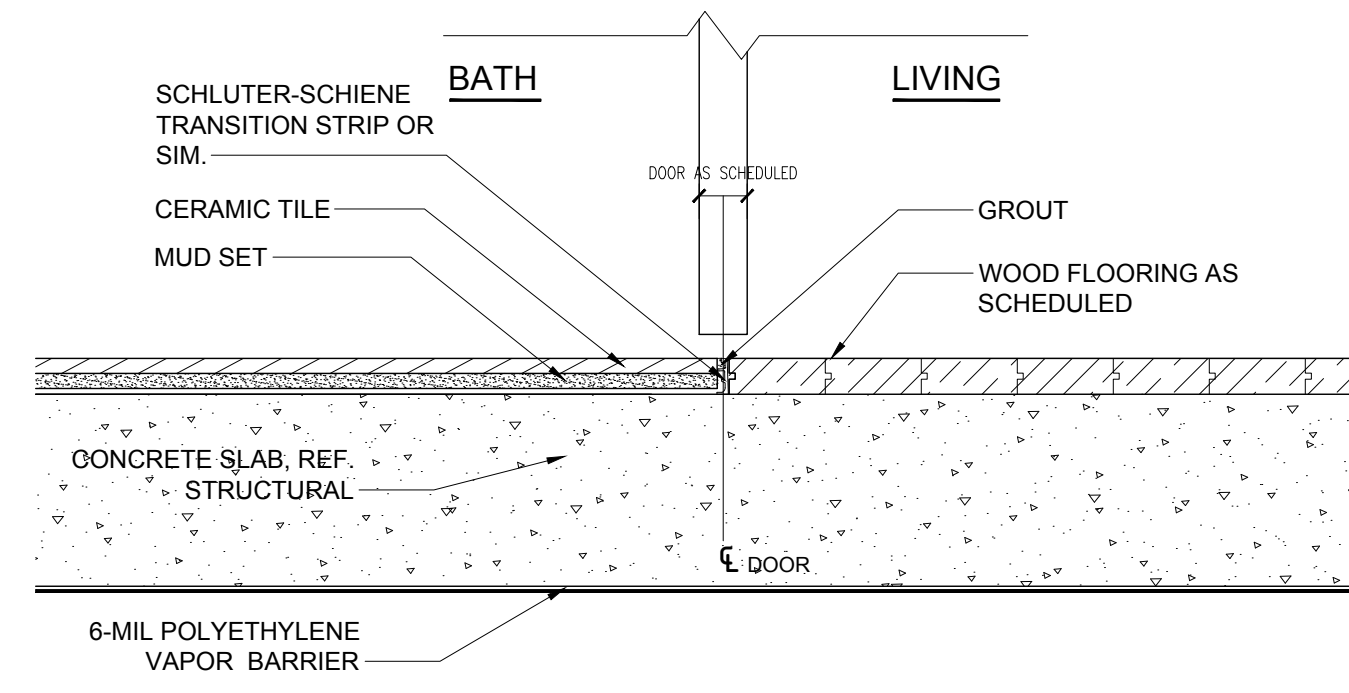 BATH
LIVING
SCHLUTER-SCHIENE
TRANSITION STRIP OR
SIM.
DOOR AS SCHEDULED
CERAMIC TILE
GROUT
MUD SET
WOOD FLOORING AS
SCHEDULED
CONCRETE SLAB, REF.
STRUCTURAL
℄ DOOR
6-MIL POLYETHYLENE
VAPOR BARRIER